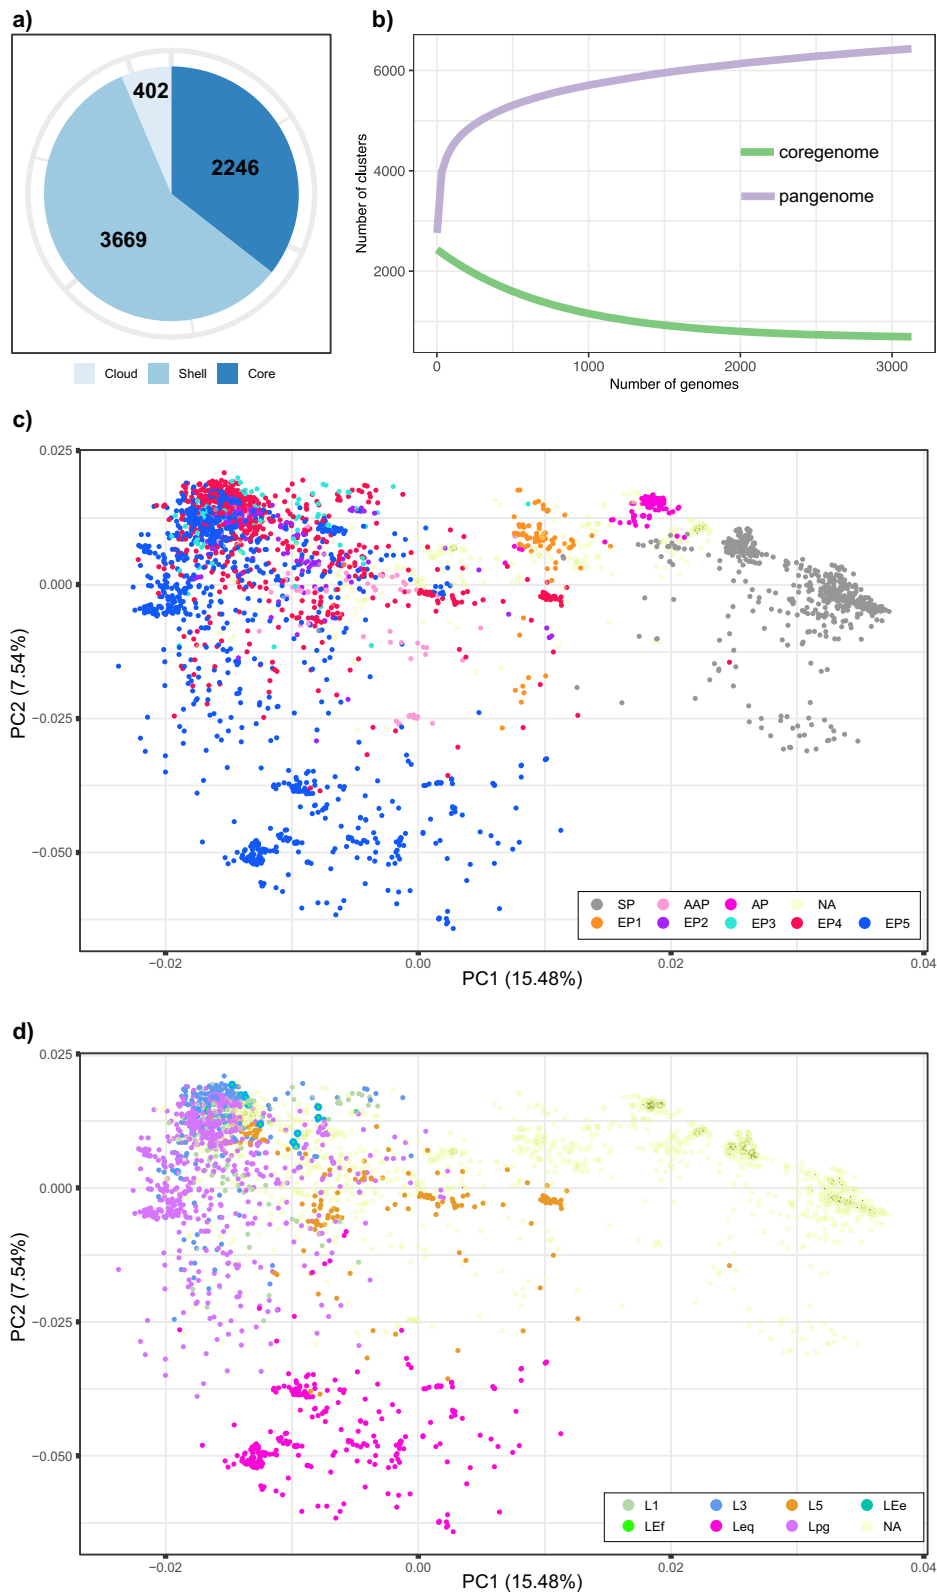 a)
402
2246
3669
Cloud Shell Core
b)
6000
4000
2000
Number of clusters
coregenome
pangenome
0 1000 2000 3000
Number of genomes
c)
0.025
0.000
−0.025
−0.050
PC2 (7.54%)
SP AAP AP NA
EP1 EP2 EP3 EP4 EP5
−0.02 0.00 0.02 0.04
PC1 (15.48%)
d)
0.025
0.000
−0.025
−0.050
PC2 (7.54%)
L1 L3 L5 LEe
LEf Leq Lpg NA
−0.02 0.00 0.02 0.04
PC1 (15.48%)